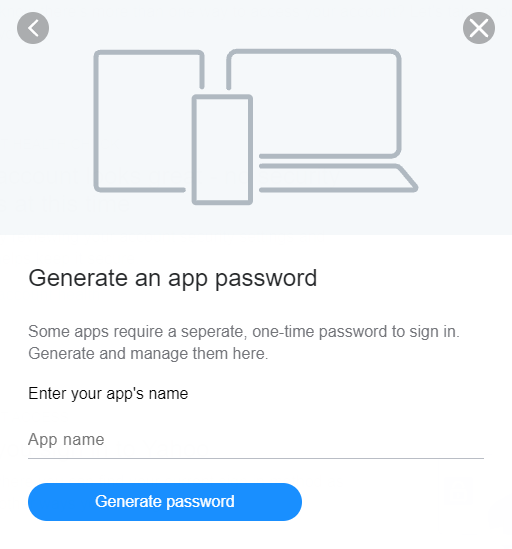 Generate an app password
Some apps require a seperate, one-time password to sign in.
Generate and manage them here.
Enter your app's name
App name
Generate password